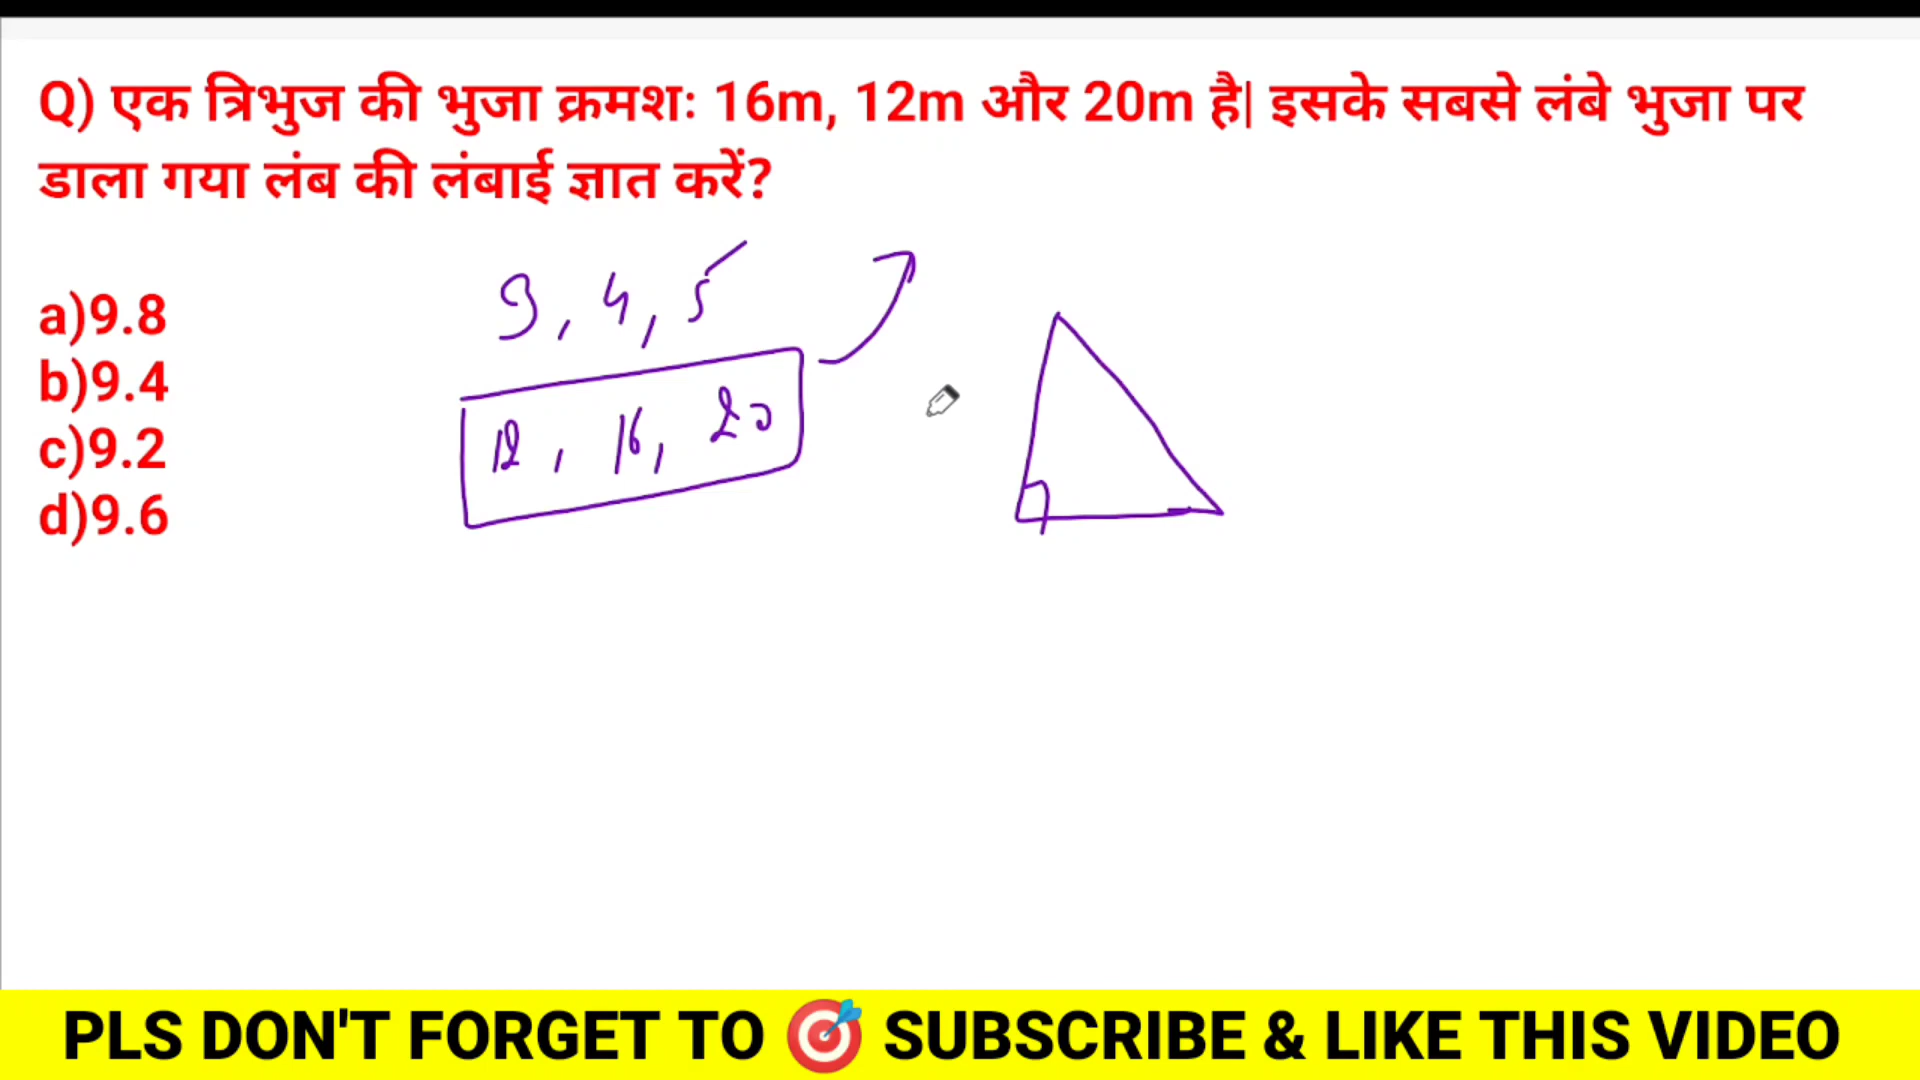 Q) एक त्रिभुज की भुजा क्रमशः 16m, 12m और 20m है| इसके सबसे लंबे भुजा पर
डाला गया लंब की लंबाई ज्ञात करें?
3, 4, 5
12, 16, 20
a)9.8
b)9.4
c)9.2
d)9.6
PLS DON'T FORGET TO 🎯 SUBSCRIBE & LIKE THIS VIDEO